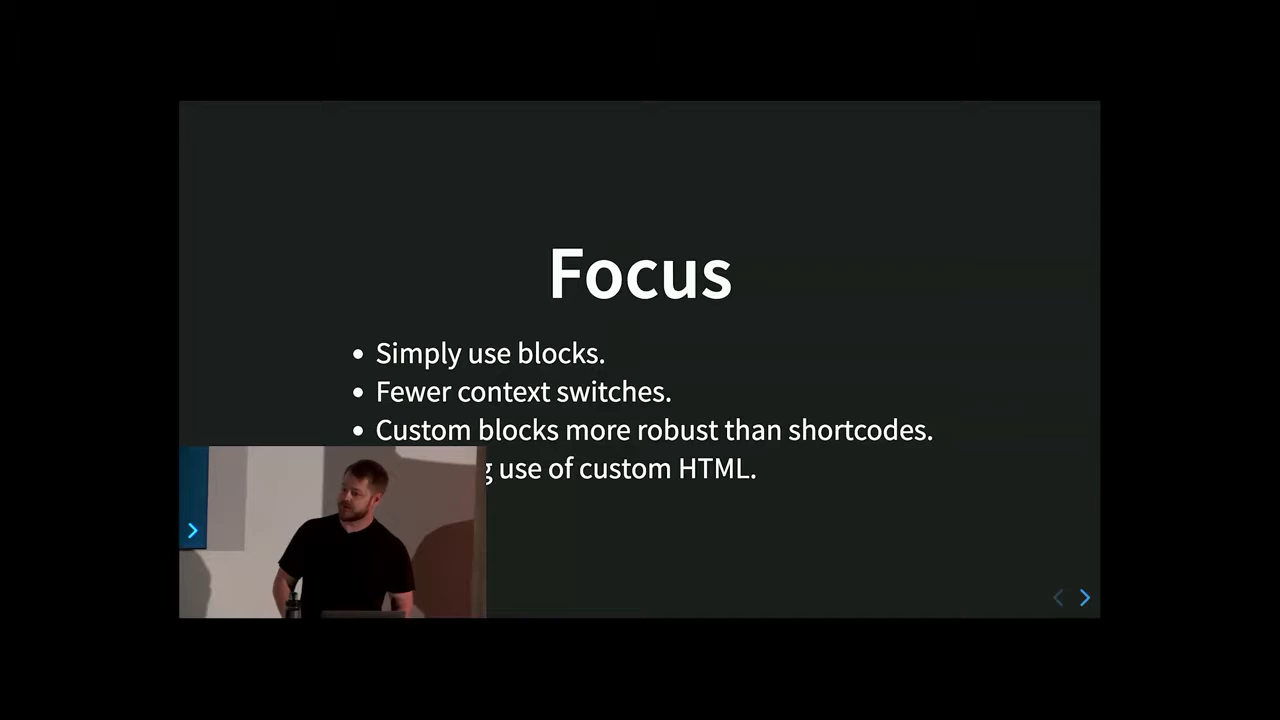 Focus
• Simply use blocks.
• Fewer context switches.
• Custom blocks more robust than shortcodes.
use of custom HTML.